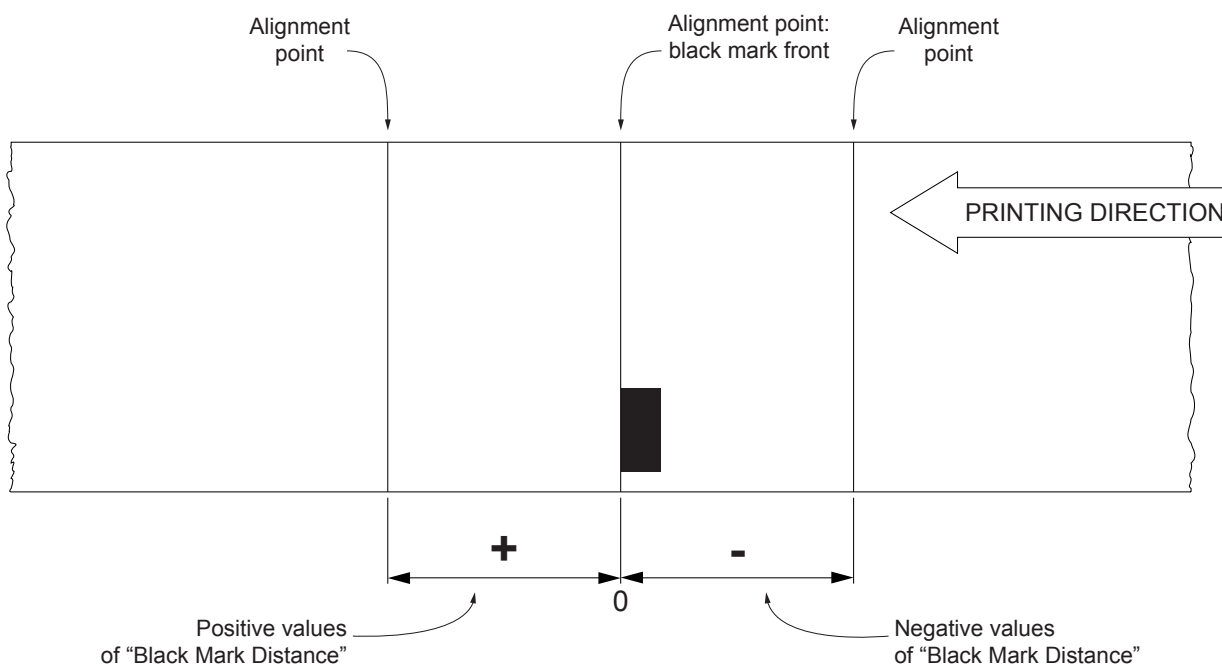 Alignment
point
Alignment point:
black mark front
Alignment
point
PRINTING DIRECTION
+
-
0
Positive values
of “Black Mark Distance”
Negative values
of “Black Mark Distance”